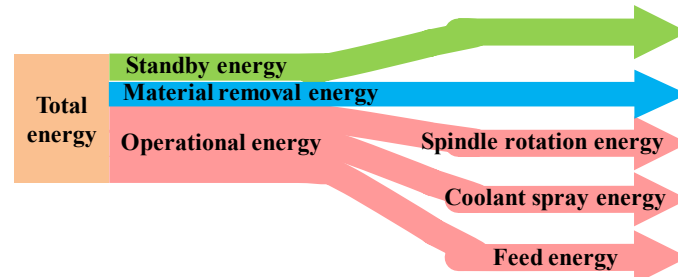 Total
energy
Standby energy
Material removal energy
Operational energy
Spindle rotation energy
Coolant spray energy
Feed energy